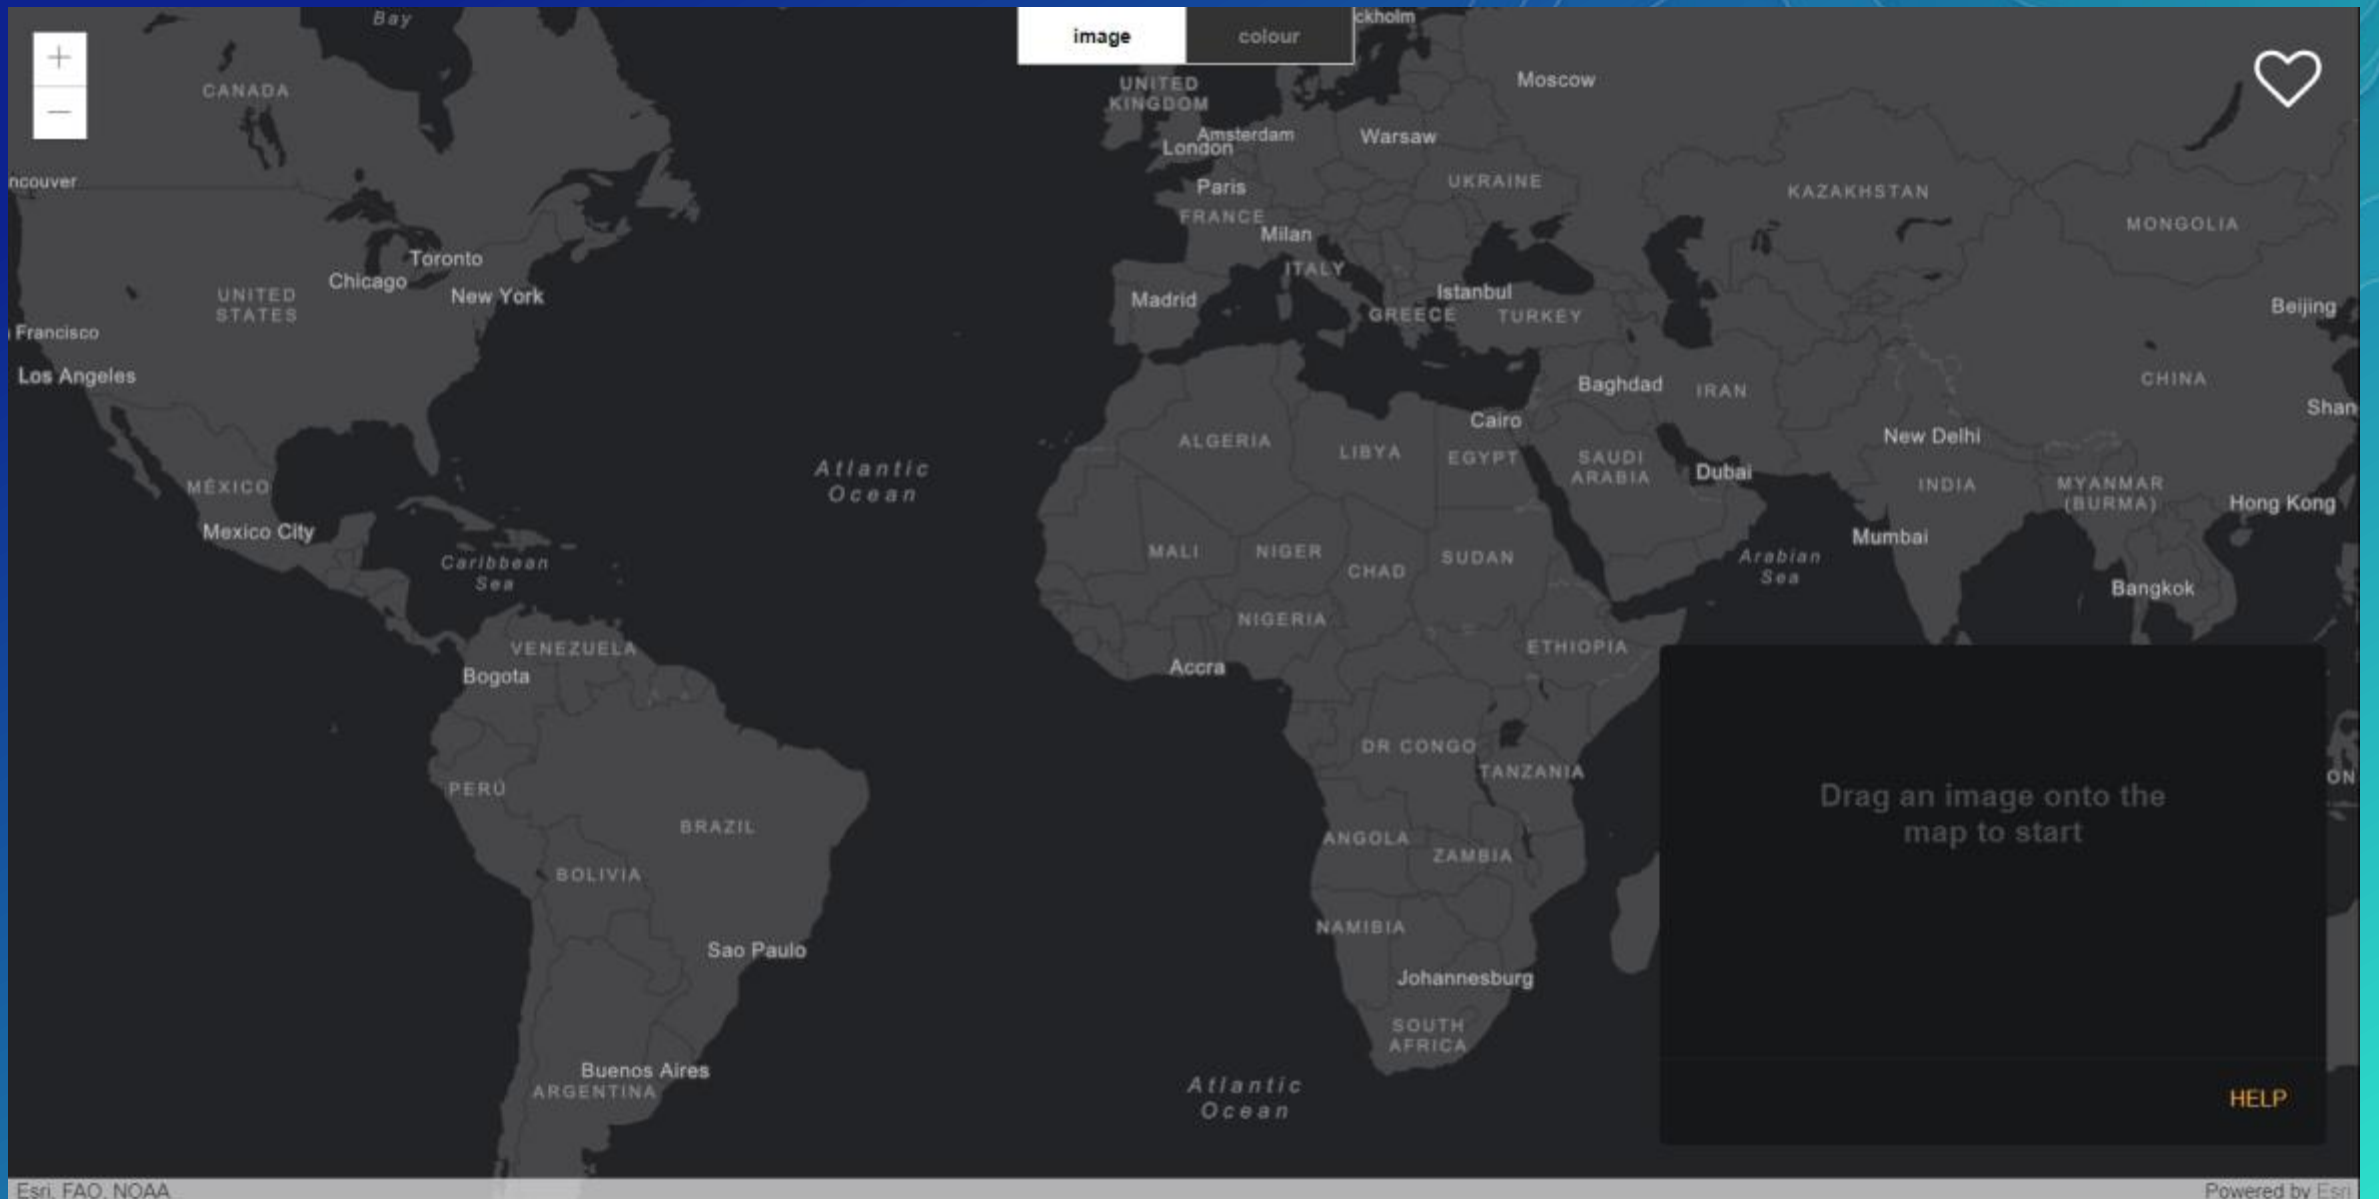 Bay
image
colour
ckholm
+
CANADA
UNITED
KINGDOM
Moscow
−
Amsterdam
London
Warsaw
ncouver
Paris
UKRAINE
KAZAKHSTAN
FRANCE
MONGOLIA
Milan
Toronto
ITALY
Chicago
New York
UNITED
STATES
Madrid
Istanbul
GREECE
TURKEY
Beijing
Francisco
Los Angeles
Baghdad
IRAN
CHINA
Shan
Cairo
ALGERIA
LIBYA
EGYPT
SAUDI
ARABIA
Dubai
New Delhi
Atlantic
Ocean
MÉXICO
INDIA
MYANMAR
(BURMA)
Hong Kong
Mexico City
Mumbai
Caribbean
Sea
MALI
NIGER
CHAD
SUDAN
Arabian
Sea
Bangkok
NIGERIA
VENEZUELA
ETHIOPIA
Bogota
Accra
DR CONGO
TANZANIA
ON
PERÚ
Drag an image onto the
map to start
BRAZIL
ANGOLA
ZAMBIA
BOLIVIA
NAMIBIA
Sao Paulo
Johannesburg
SOUTH
AFRICA
Buenos Aires
ARGENTINA
Atlantic
Ocean
HELP
Esri, FAO, NOAA
Powered by Esri